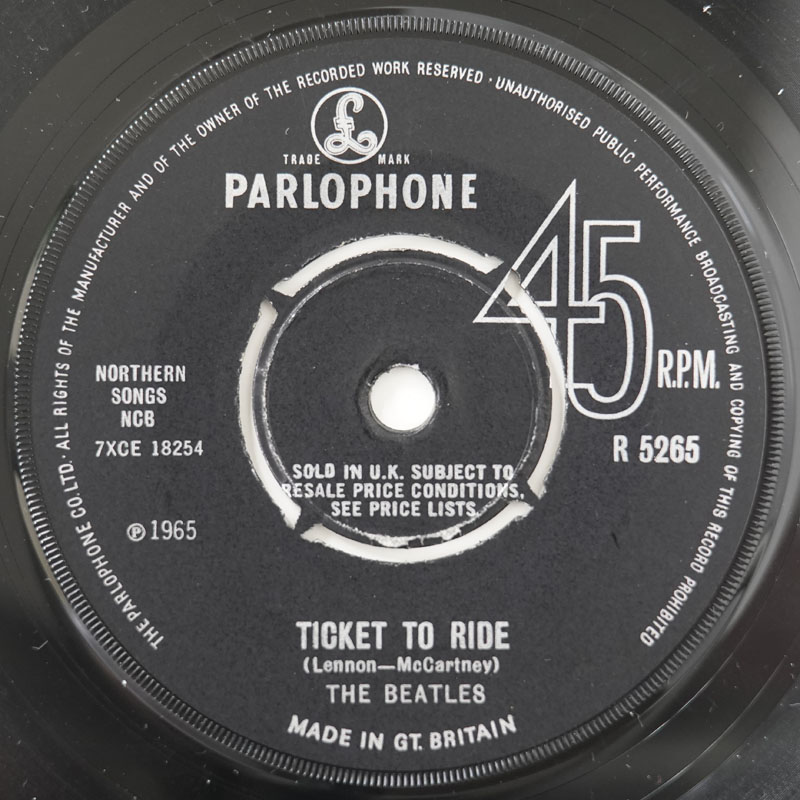 THE PARLOPHONE CO. LTD. ALL RIGHTS OF THE MANUFACTURER AND OF THE OWNER OF THE RECORDED WORK RESERVED · UNAUTHORISED PUBLIC PERFORMANCE BROADCASTING AND COPYING OF THIS RECORD PROHIBITED
£
TRADE MARK
PARLOPHONE
45 R.P.M.
NORTHERN
SONGS
NCB
7XCE 18254
R 5265
SOLD IN U.K. SUBJECT TO
RESALE PRICE CONDITIONS,
SEE PRICE LISTS
℗ 1965
TICKET TO RIDE
(Lennon—McCartney)
THE BEATLES
MADE IN GT. BRITAIN